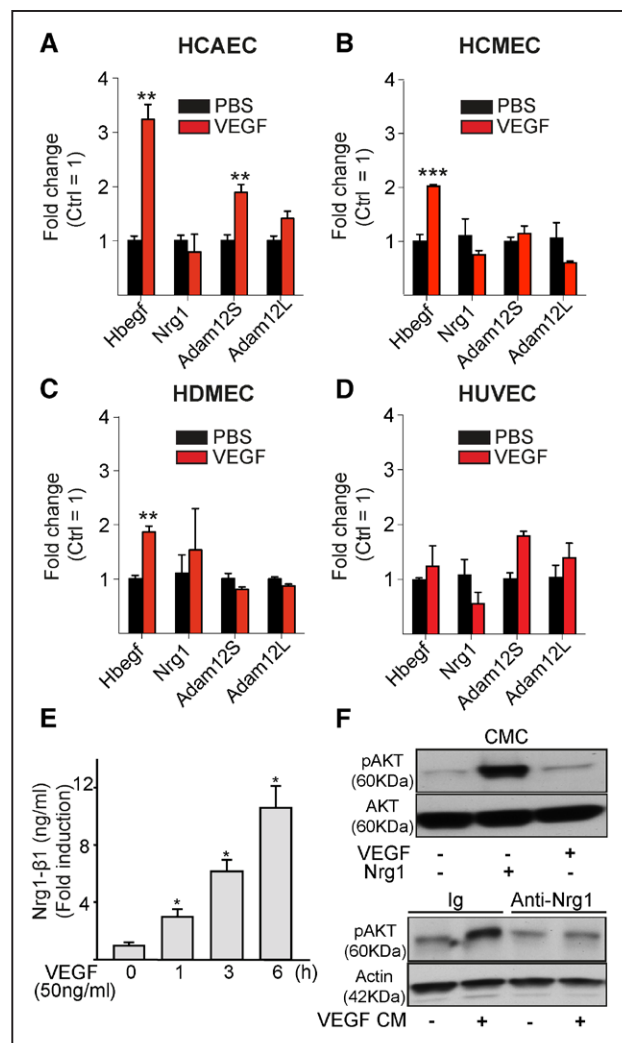 A HCAEC
Fold change
(Ctrl = 1)
4
3
2
1
**
**
PBS
VEGF
Hbegf
Nrg1
Adam12S
Adam12L
B HCMEC
Fold change
(Ctrl = 1)
4
3
2
1
***
PBS
VEGF
Hbegf
Nrg1
Adam12S
Adam12L
C HDMEC
Fold change
(Ctrl = 1)
4
3
2
1
**
PBS
VEGF
Hbegf
Nrg1
Adam12S
Adam12L
D HUVEC
Fold change
(Ctrl = 1)
4
3
2
1
PBS
VEGF
Hbegf
Nrg1
Adam12S
Adam12L
E
Nrg1-β1 (ng/ml)
(Fold induction)
12
8
4
*
*
*
VEGF 0 1 3 6 (h)
(50ng/ml)
F
CMC
pAKT
(60KDa)
AKT
(60KDa)
VEGF - - +
Nrg1 - + -
Ig Anti-Nrg1
pAKT
(60KDa)
Actin
(42KDa)
VEGF CM - + - +